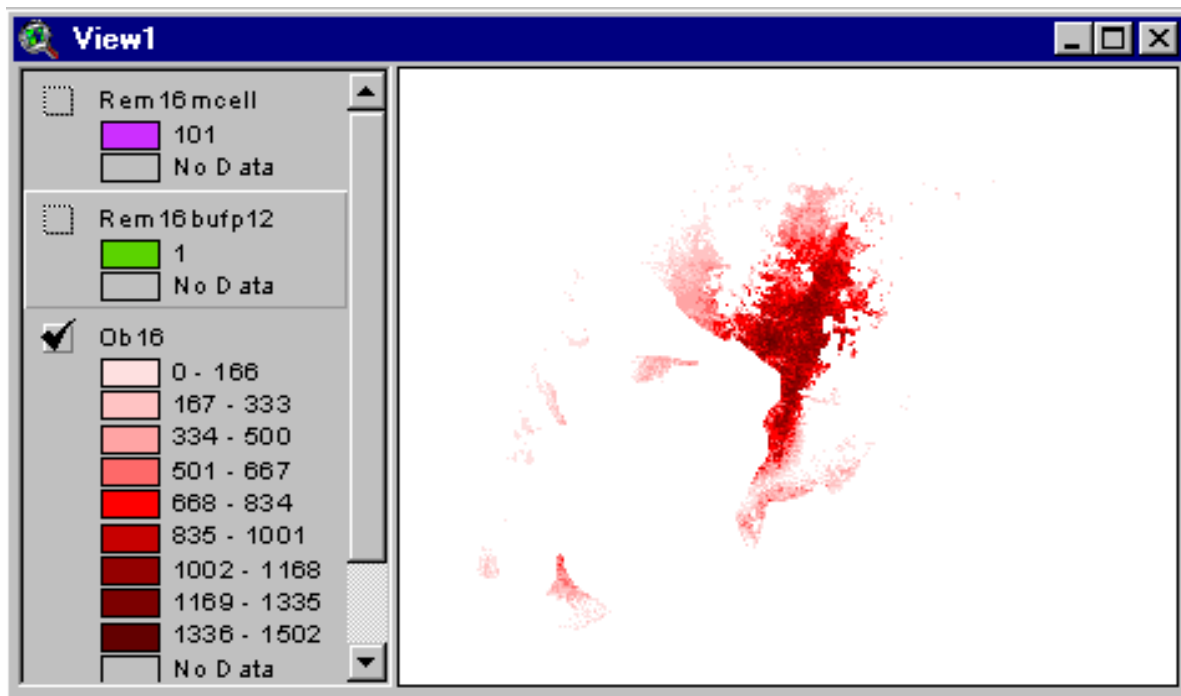 View1
Rem16mcell
101
No Data
Rem16bufp12
1
No Data
Ob16
0 - 166
167 - 333
334 - 500
501 - 667
668 - 834
835 - 1001
1002 - 1168
1169 - 1335
1336 - 1502
No Data